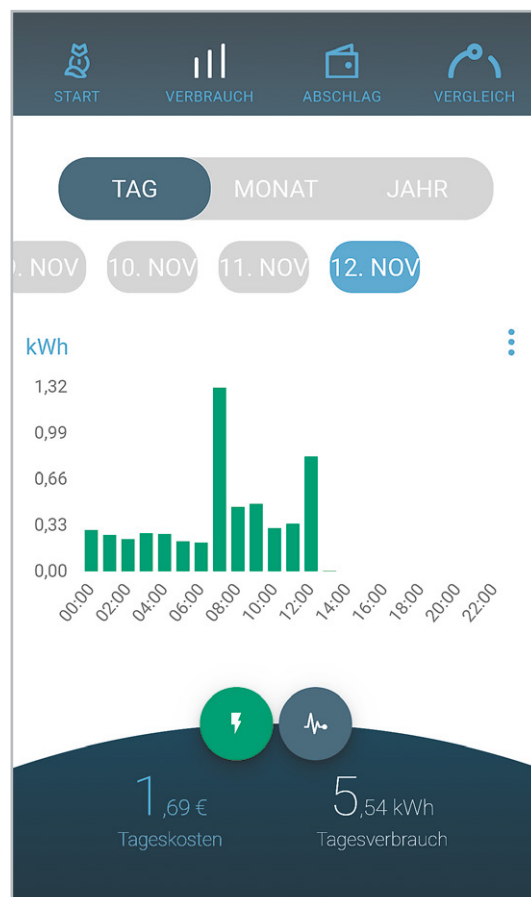 START VERBRAUCH ABSCHLAG VERGLEICH
TAG MONAT JAHR
. NOV 10. NOV 11. NOV 12. NOV
kWh
1,32
0,99
0,66
0,33
0,00
00:00 02:00 04:00 06:00 08:00 10:00 12:00 14:00 16:00 18:00 20:00 22:00
1,69 € 5,54 kWh
Tageskosten Tagesverbrauch